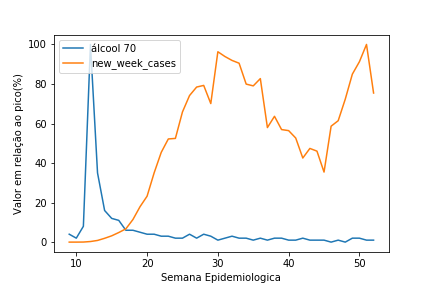 álcool 70
new_week_cases
100
80
60
40
20
0
Valor em relação ao pico(%)
10
20
30
40
50
Semana Epidemiologica